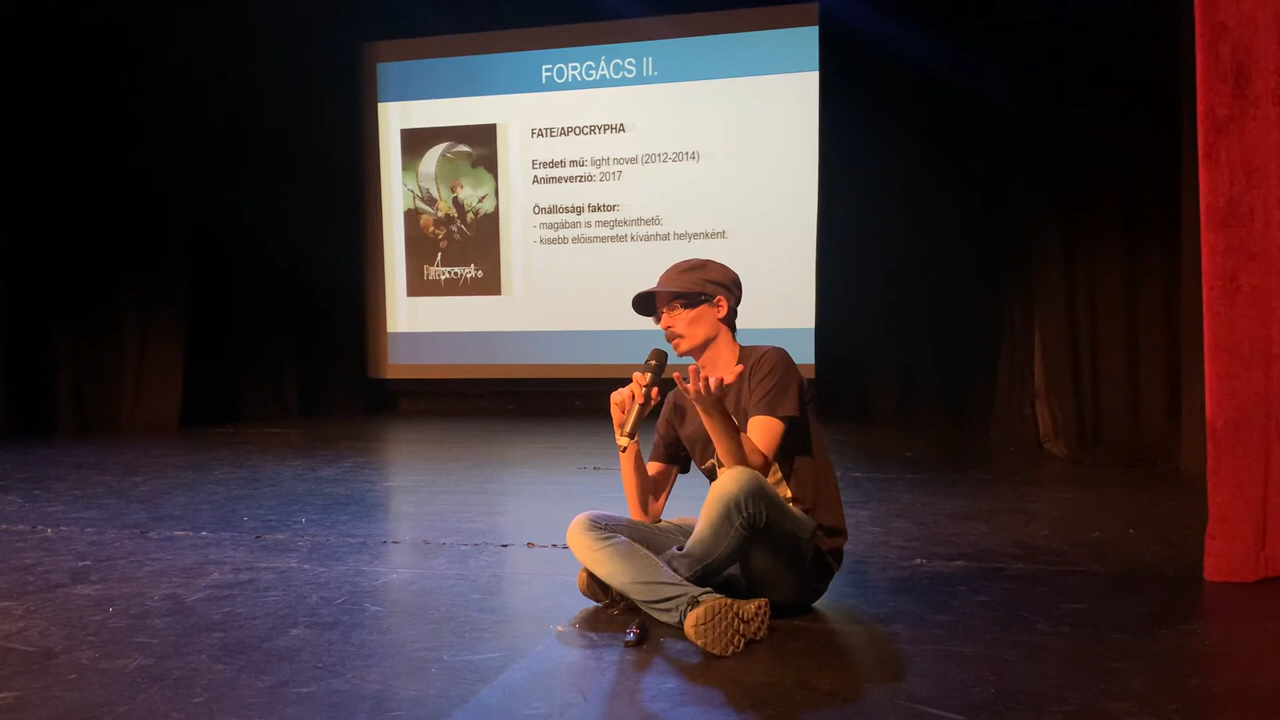 FORGÁCS II.
FATE/APOCRYPHA
Eredeti mű: light novel (2012-2014)
Animeverzió: 2017
Önállósági faktor:
- magában is megtekinthető;
- kisebb előismeretet kívánhat helyenként.
Fate/Apocrypha